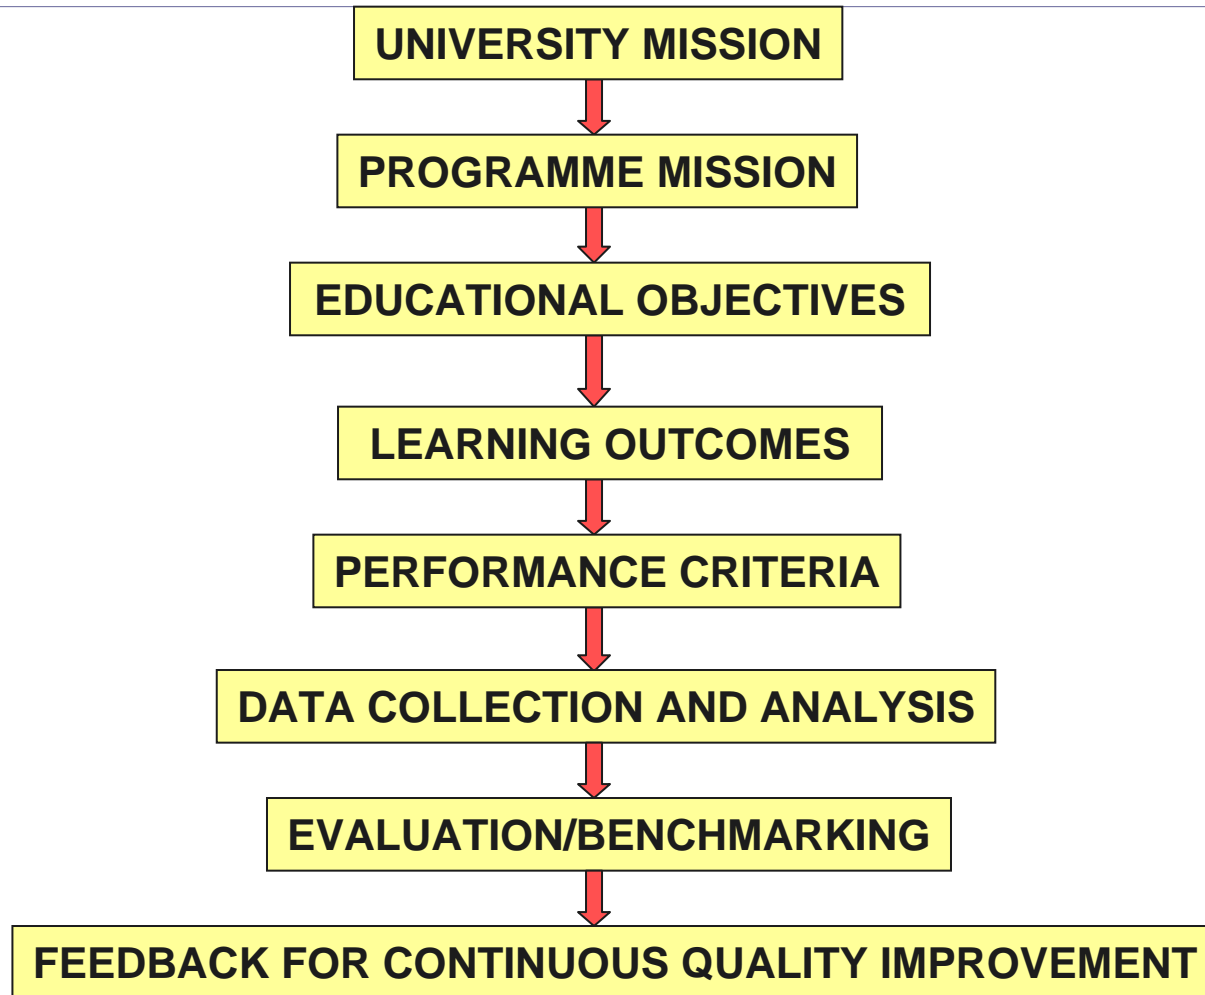 UNIVERSITY MISSION
PROGRAMME MISSION
EDUCATIONAL OBJECTIVES
LEARNING OUTCOMES
PERFORMANCE CRITERIA
DATA COLLECTION AND ANALYSIS
EVALUATION/BENCHMARKING
FEEDBACK FOR CONTINUOUS QUALITY IMPROVEMENT